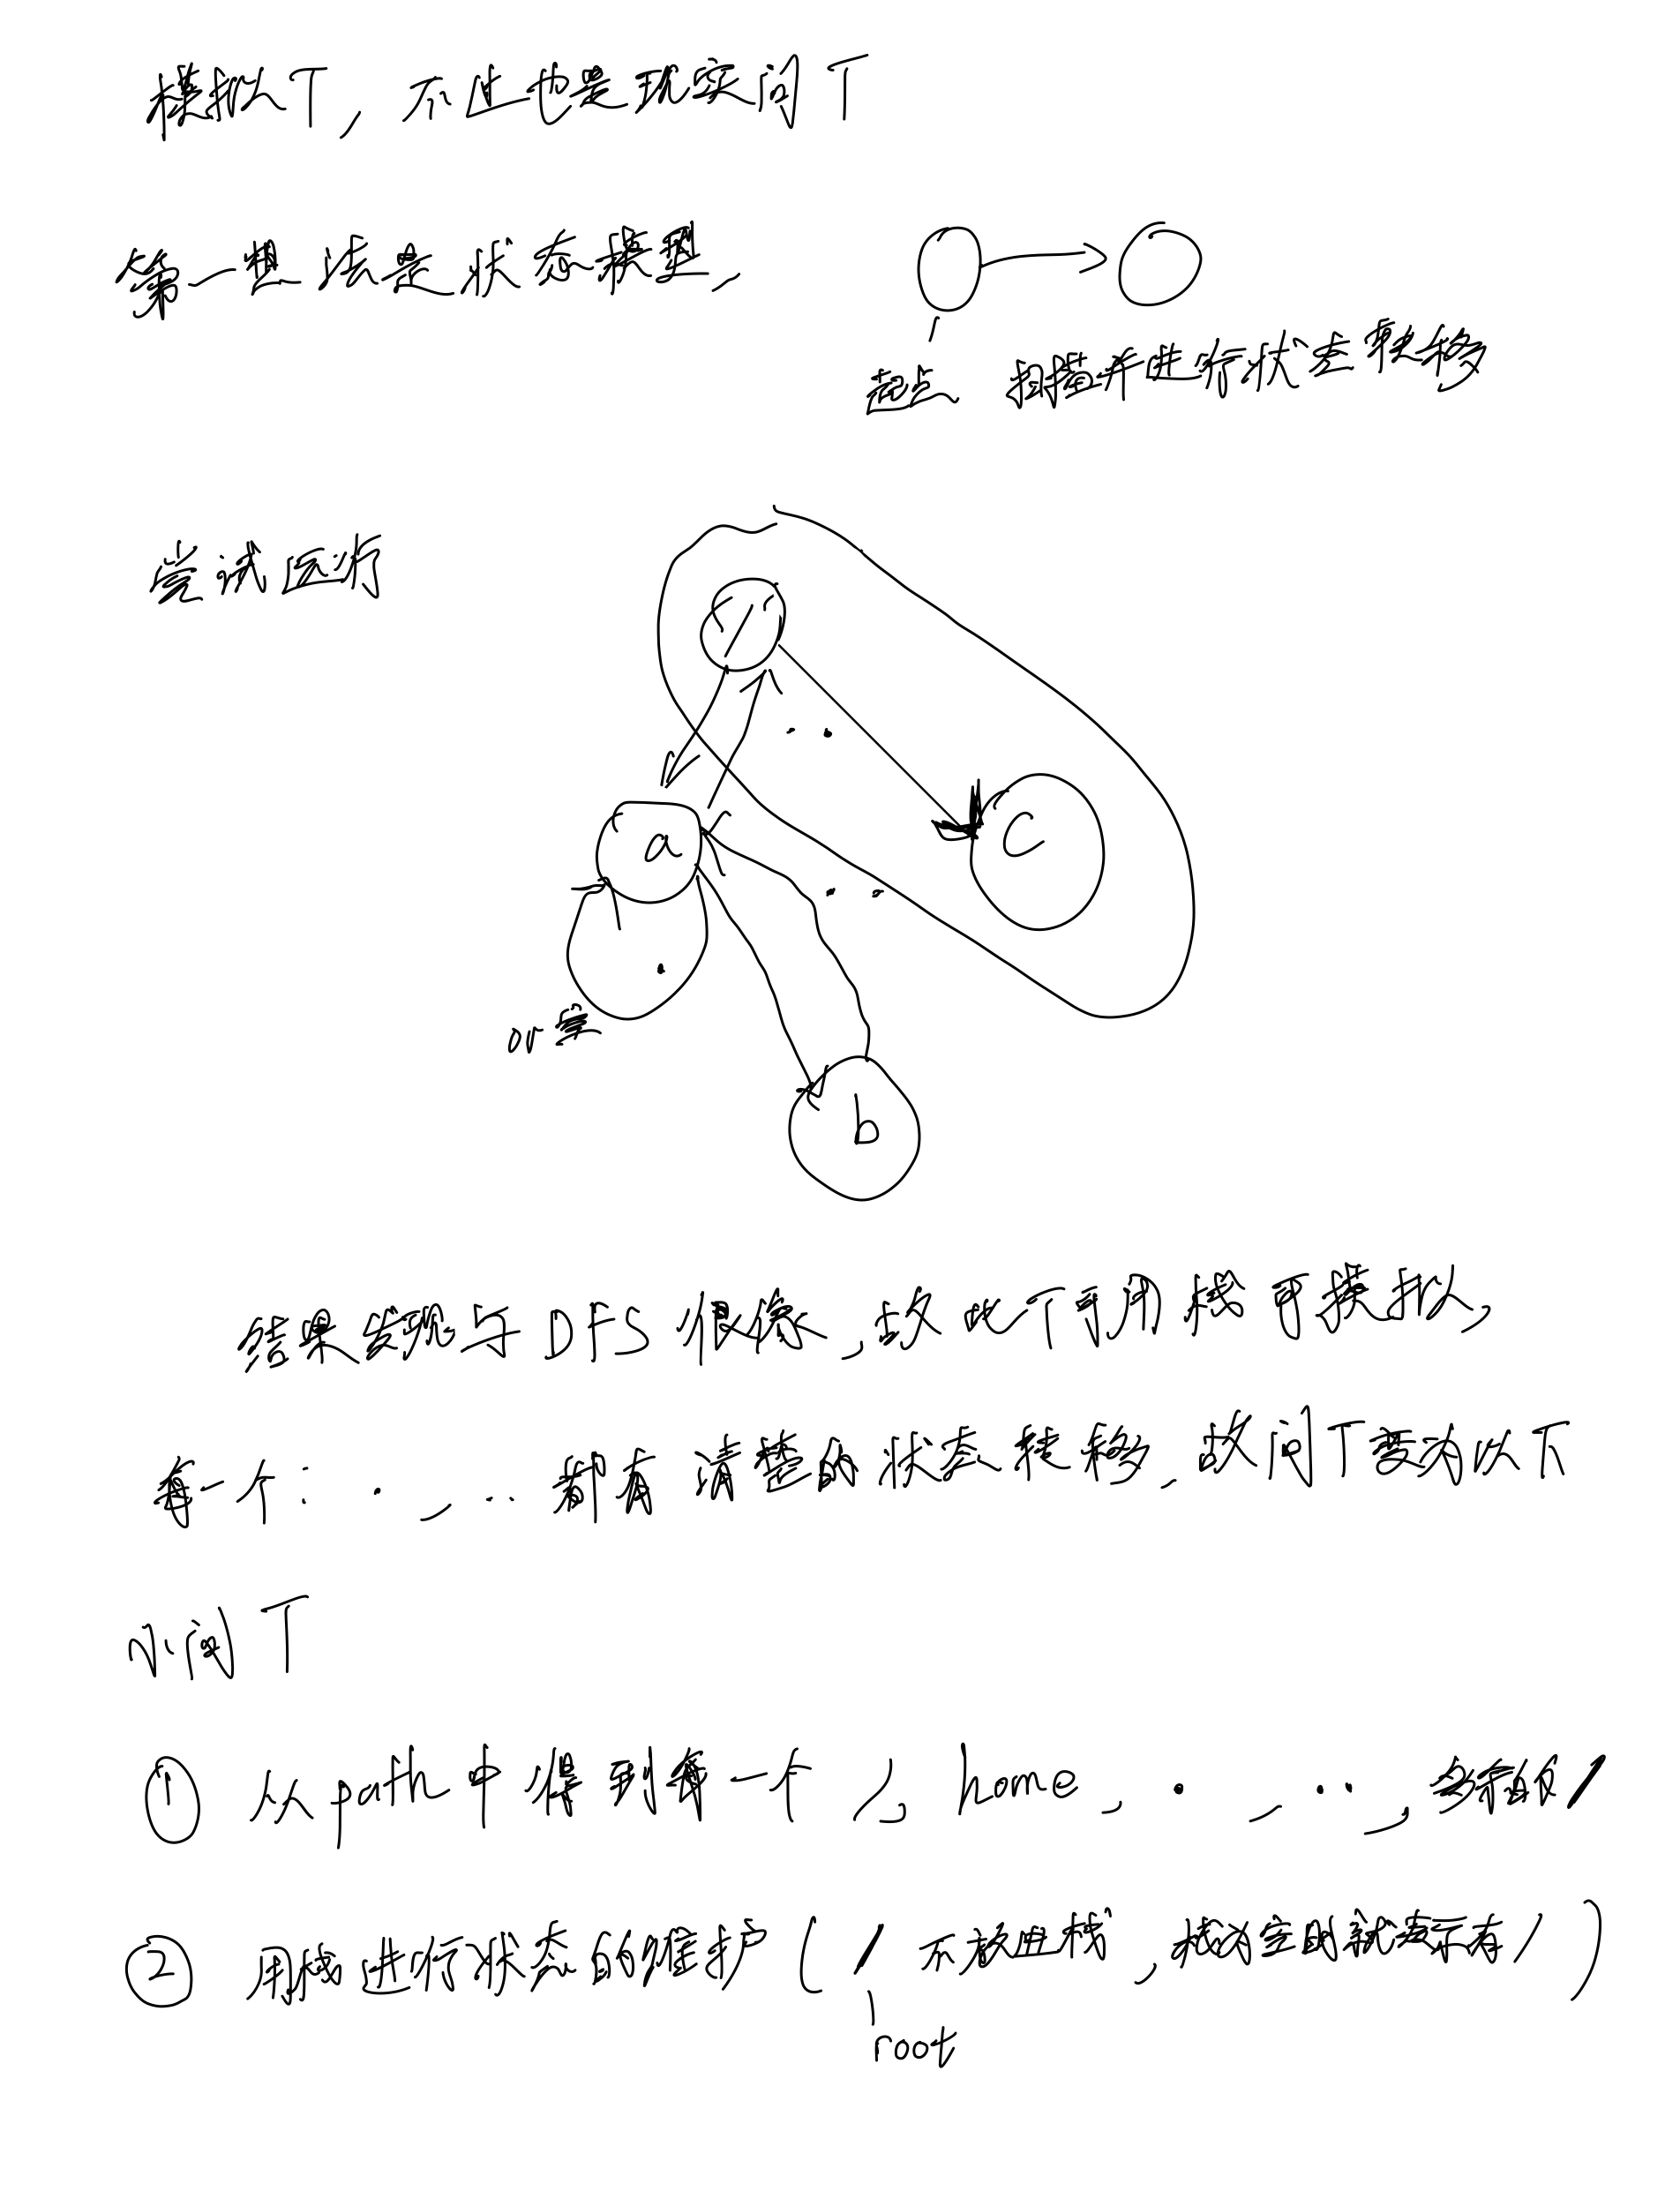 模拟T, 不过也是现实问T
第一想法是状态模型,
起点 扫描并进行状态转移
尝试医疗
/
..
a
c
..
.
or 空
b
结果发现与DFS很像,故此T可用栈可模拟,
每一个: . , .. 都有清楚的状态转移. 故问T变为以下
小问T
① 从path中得到每一个 a, home, . , .., 多余的/
② 用栈进行状态的维护 ( / 不移出栈, 栈为空时就表示有 / )
root